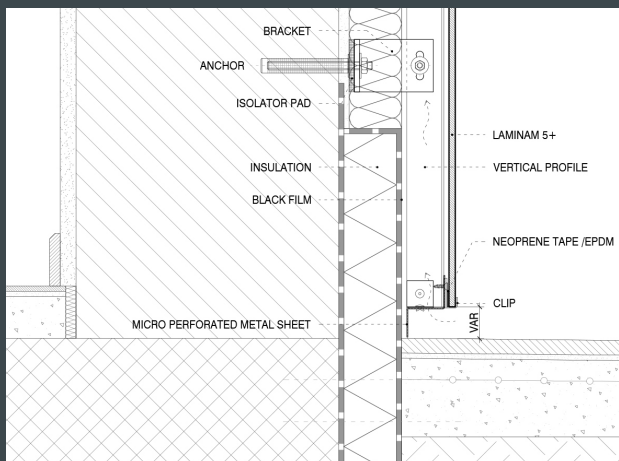 BRACKET
ANCHOR
ISOLATOR PAD
LAMINAM 5+
INSULATION
VERTICAL PROFILE
BLACK FILM
NEOPRENE TAPE /EPDM
CLIP
MICRO PERFORATED METAL SHEET
VAR